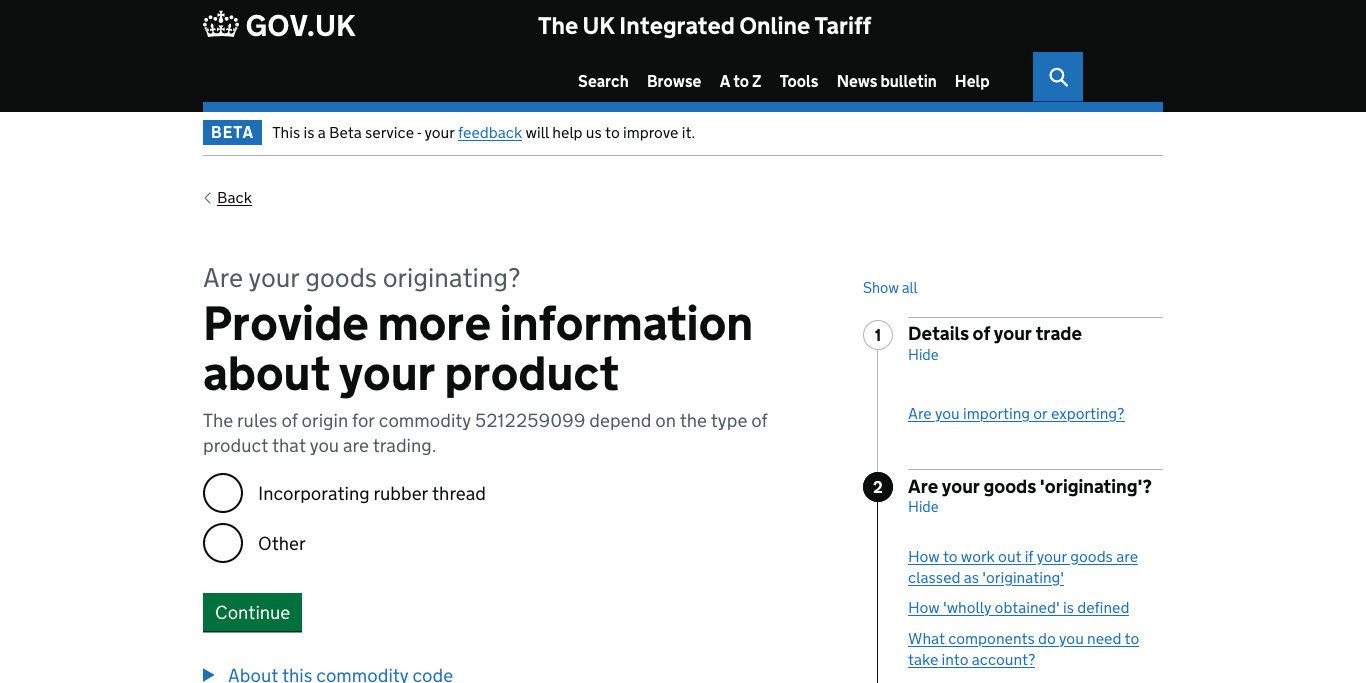 GOV.UK
The UK Integrated Online Tariff
Search Browse A to Z Tools News bulletin Help
BETA This is a Beta service - your feedback will help us to improve it.
Back
Are your goods originating?
Provide more information
about your product
The rules of origin for commodity 5212259099 depend on the type of
product that you are trading.
Incorporating rubber thread
Other
Continue
About this commodity code
Show all
1 Details of your trade
Hide
Are you importing or exporting?
2 Are your goods 'originating'?
Hide
How to work out if your goods are
classed as 'originating'
How 'wholly obtained' is defined
What components do you need to
take into account?